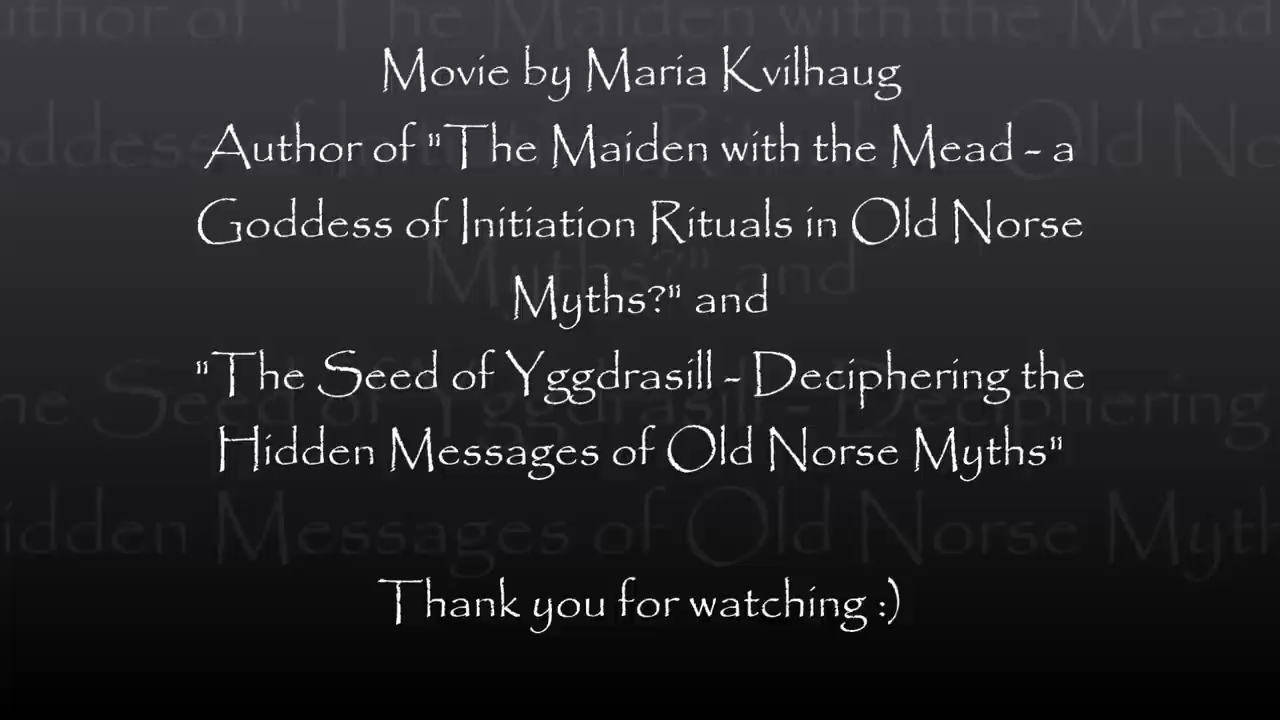 Movie by Maria Kvilhaug
Author of "The Maiden with the Mead - a
Goddess of Initiation Rituals in Old Norse
Myths?" and
"The Seed of Yggdrasill - Deciphering the
Hidden Messages of Old Norse Myths"
Thank you for watching :)